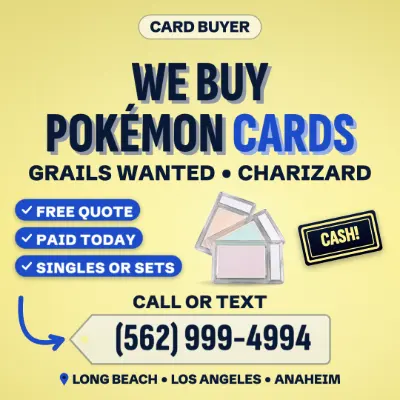 CARD BUYER
WE BUY
POKÉMON CARDS
GRAILS WANTED • CHARIZARD
FREE QUOTE
PAID TODAY
SINGLES OR SETS
CASH!
CALL OR TEXT
(562) 999-4994
LONG BEACH • LOS ANGELES • ANAHEIM